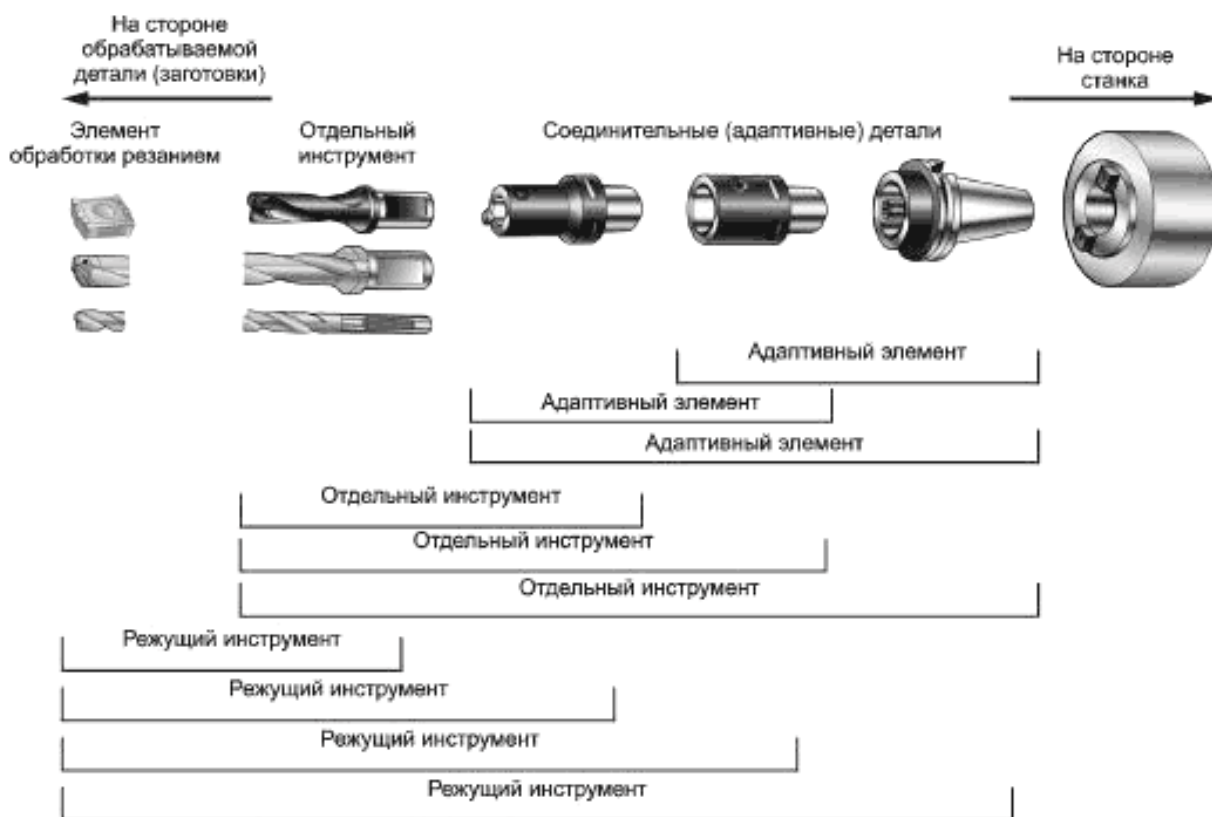 На стороне
обрабатываемой
детали (заготовки)
На стороне
станка
Элемент
обработки резанием
Отдельный
инструмент
Соединительные (адаптивные) детали
Адаптивный элемент
Адаптивный элемент
Адаптивный элемент
Отдельный инструмент
Отдельный инструмент
Отдельный инструмент
Режущий инструмент
Режущий инструмент
Режущий инструмент
Режущий инструмент